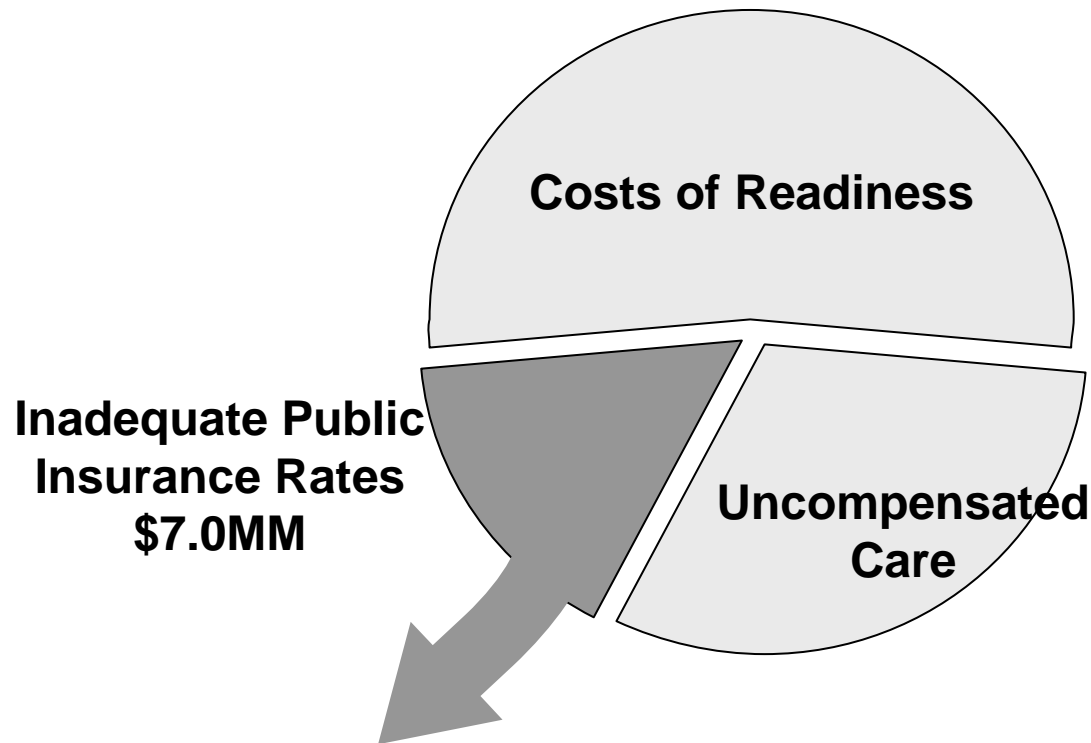 Costs of Readiness
Inadequate Public
Insurance Rates
$7.0MM
Uncompensated
Care